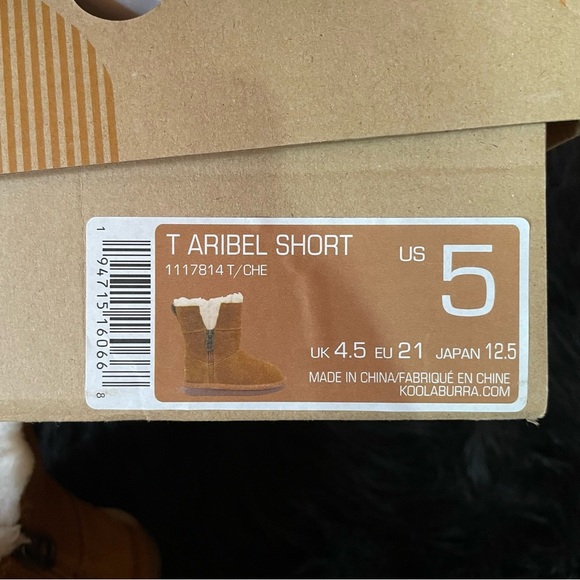 T ARIBEL SHORT
1117814 T/CHE
US 5
UK 4.5 EU 21 JAPAN 12.5
MADE IN CHINA/FABRIQUÉ EN CHINE
KOOLABURRA.COM
1 94715 16066 8